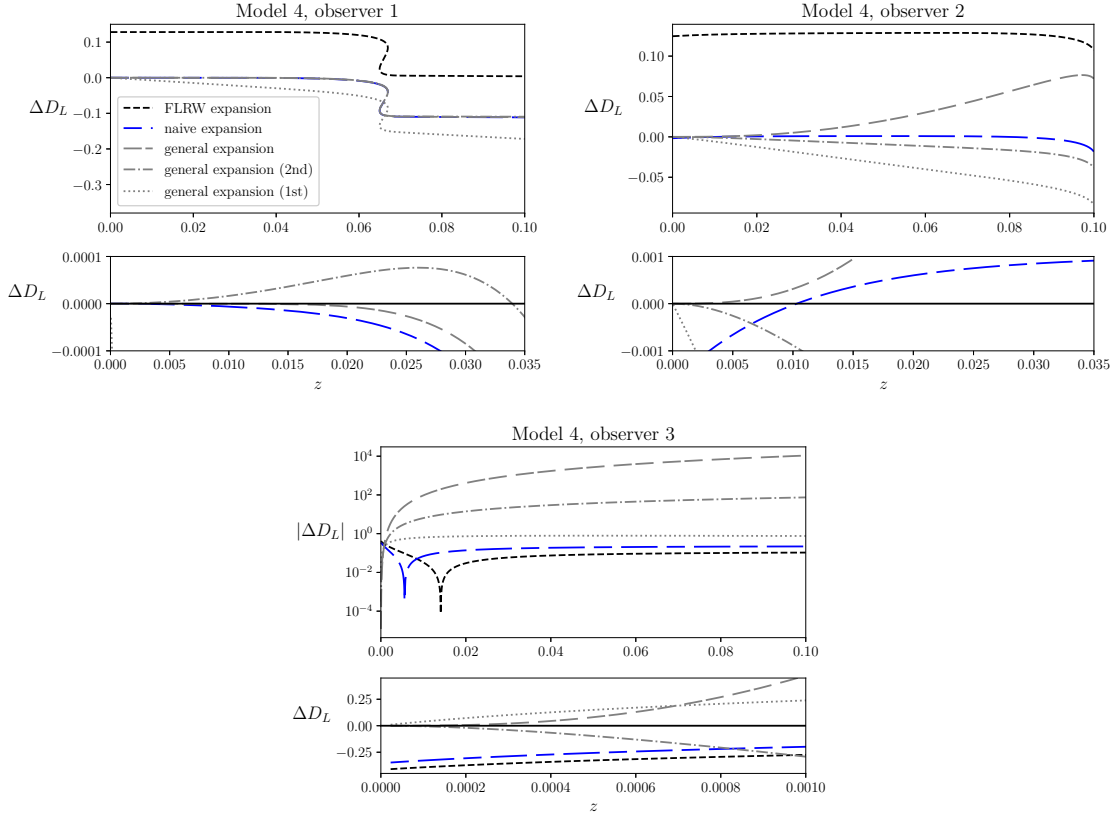 Model 4, observer 1
0.1
0.0
−0.1
−0.2
−0.3
ΔD_L
FLRW expansion
naive expansion
general expansion
general expansion (2nd)
general expansion (1st)
0.00 0.02 0.04 0.06 0.08 0.10
0.0001
0.0000
−0.0001
ΔD_L
0.000 0.005 0.010 0.015 0.020 0.025 0.030 0.035
z
Model 4, observer 2
0.10
0.05
0.00
−0.05
ΔD_L
0.00 0.02 0.04 0.06 0.08 0.10
0.001
0.000
−0.001
ΔD_L
0.000 0.005 0.010 0.015 0.020 0.025 0.030 0.035
z
Model 4, observer 3
10^4
10^2
10^0
10^−2
10^−4
|ΔD_L|
0.00 0.02 0.04 0.06 0.08 0.10
0.25
0.00
−0.25
ΔD_L
0.0000 0.0002 0.0004 0.0006 0.0008 0.0010
z